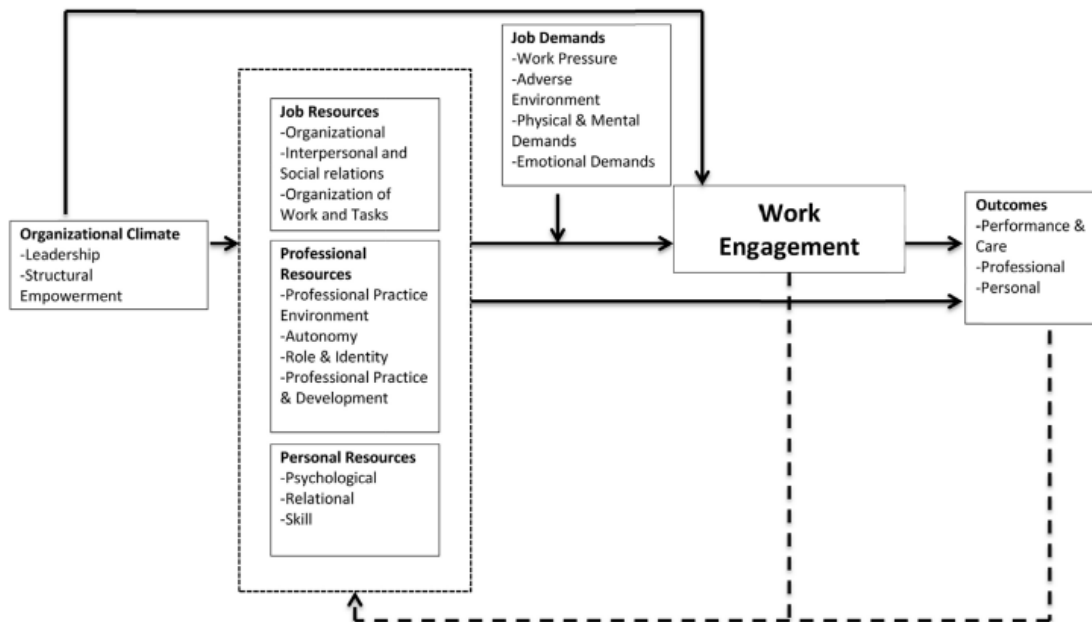 Organizational Climate
-Leadership
-Structural
Empowerment
Job Resources
-Organizational
-Interpersonal and
Social relations
-Organization of
Work and Tasks
Professional
Resources
-Professional Practice
Environment
-Autonomy
-Role & Identity
-Professional Practice
& Development
Personal Resources
-Psychological
-Relational
-Skill
Job Demands
-Work Pressure
-Adverse
Environment
-Physical & Mental
Demands
-Emotional Demands
Work
Engagement
Outcomes
-Performance &
Care
-Professional
-Personal